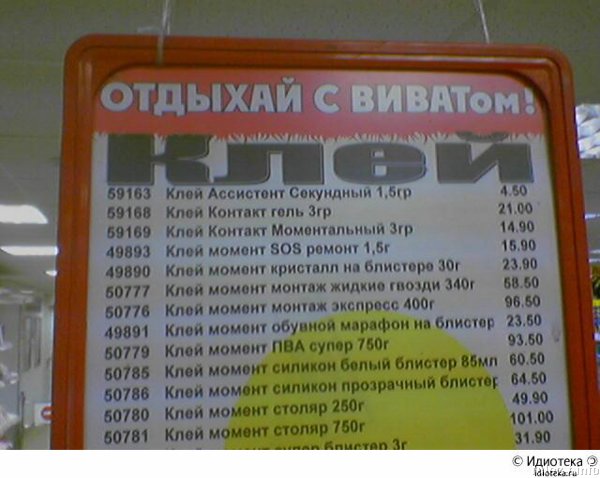 ОТДЫХАЙ С ВИВАТом!
Клей
59163 Клей Ассистент Секундный 1,5гр 4.50
59168 Клей Контакт гель 3гр 21.00
59169 Клей Контакт Моментальный 3гр 14.90
49893 Клей момент SOS ремонт 1,5г 15.90
49890 Клей момент кристалл на блистере 30г 23.90
50777 Клей момент монтаж жидкие гвозди 340г 58.50
50776 Клей момент монтаж экспресс 400г 96.50
49891 Клей момент обувной марафон на блистер 23.50
50779 Клей момент ПВА супер 750г 93.50
50785 Клей момент силикон белый блистер 85мл 60.50
50786 Клей момент силикон прозрачный блистер 64.50
50780 Клей момент столяр 250г 49.90
50781 Клей момент столяр 750г 101.00
момент супер блистер 3г 31.90
© Идиотека
idioteka.ru